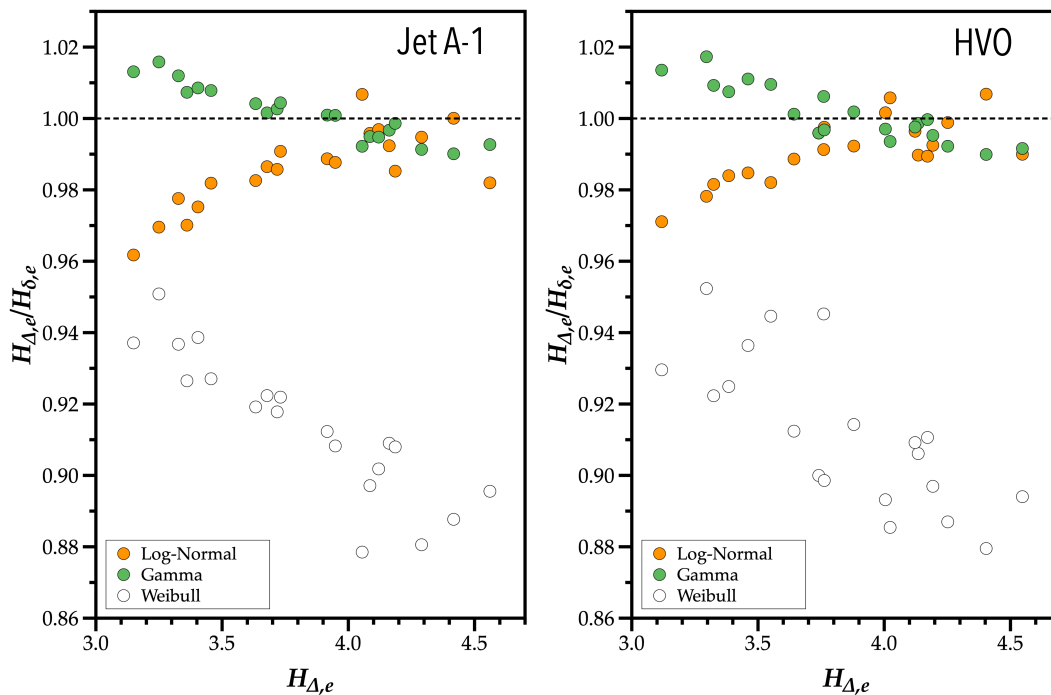 Jet A-1
1.02
1.00
0.98
0.96
0.94
0.92
0.90
0.88
0.86
H_Δ,e/H_δ,e
Log-Normal
Gamma
Weibull
3.0 3.5 4.0 4.5
H_Δ,e
HVO
1.02
1.00
0.98
0.96
0.94
0.92
0.90
0.88
0.86
H_Δ,e/H_δ,e
Log-Normal
Gamma
Weibull
3.0 3.5 4.0 4.5
H_Δ,e